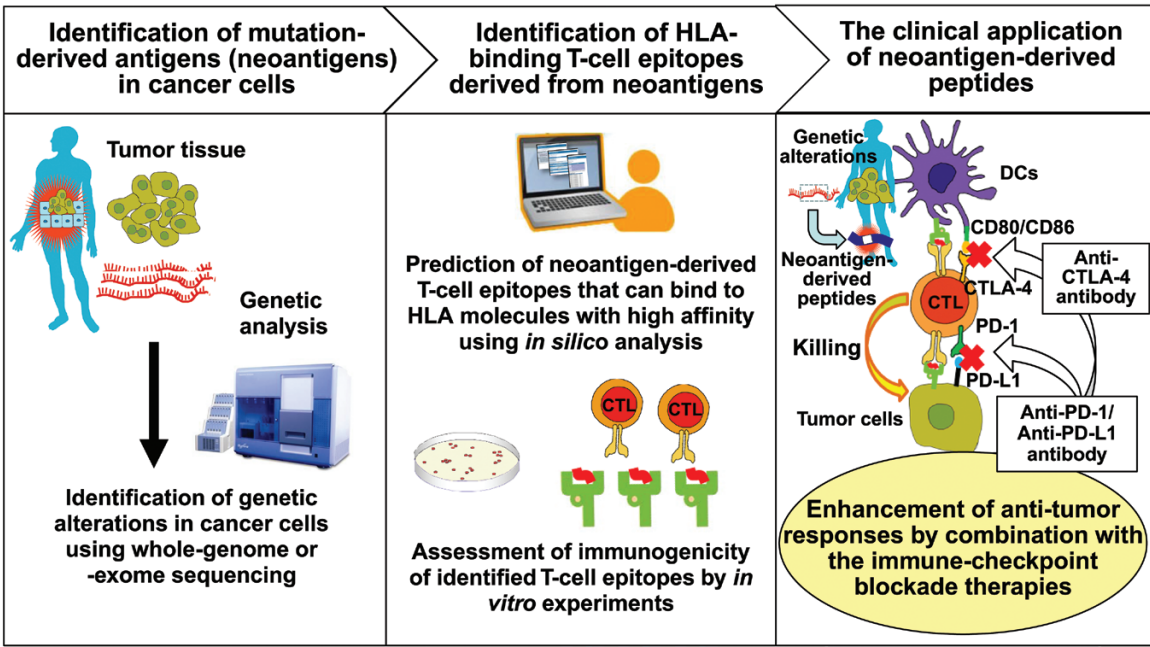 Identification of mutation-
derived antigens (neoantigens)
in cancer cells
Identification of HLA-
binding T-cell epitopes
derived from neoantigens
The clinical application
of neoantigen-derived
peptides
Tumor tissue
Genetic
analysis
Identification of genetic
alterations in cancer cells
using whole-genome or
-exome sequencing
Prediction of neoantigen-derived
T-cell epitopes that can bind to
HLA molecules with high affinity
using in silico analysis
CTL
CTL
Assessment of immunogenicity
of identified T-cell epitopes by in
vitro experiments
Genetic
alterations
DCs
CD80/CD86
Neoantigen-
derived
peptides
Anti-
CTLA-4
antibody
CTL
CTLA-4
PD-1
Killing
PD-L1
Tumor cells
Anti-PD-1/
Anti-PD-L1
antibody
Enhancement of anti-tumor
responses by combination with
the immune-checkpoint
blockade therapies